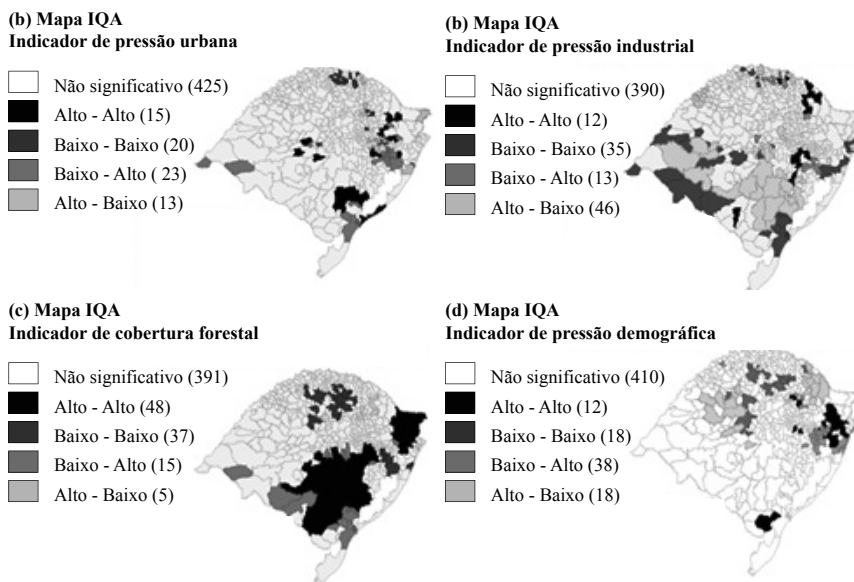 (b) Mapa IQA
Indicador de pressão urbana
Não significativo (425)
Alto - Alto (15)
Baixo - Baixo (20)
Baixo - Alto ( 23)
Alto - Baixo (13)
(b) Mapa IQA
Indicador de pressão industrial
Não significativo (390)
Alto - Alto (12)
Baixo - Baixo (35)
Baixo - Alto (13)
Alto - Baixo (46)
(c) Mapa IQA
Indicador de cobertura forestal
Não significativo (391)
Alto - Alto (48)
Baixo - Baixo (37)
Baixo - Alto (15)
Alto - Baixo (5)
(d) Mapa IQA
Indicador de pressão demográfica
Não significativo (410)
Alto - Alto (12)
Baixo - Baixo (18)
Baixo - Alto (38)
Alto - Baixo (18)